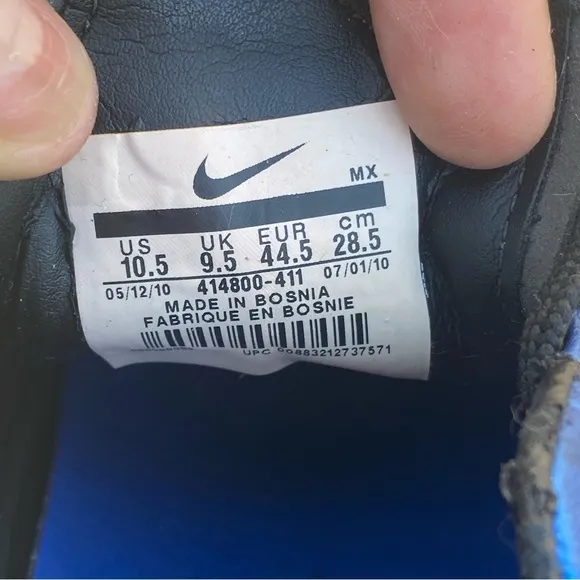 MX
US UK EUR cm
10.5 9.5 44.5 28.5
05/12/10 414800-411 07/01/10
MADE IN BOSNIA
FABRIQUE EN BOSNIE
UPC 00883212737571